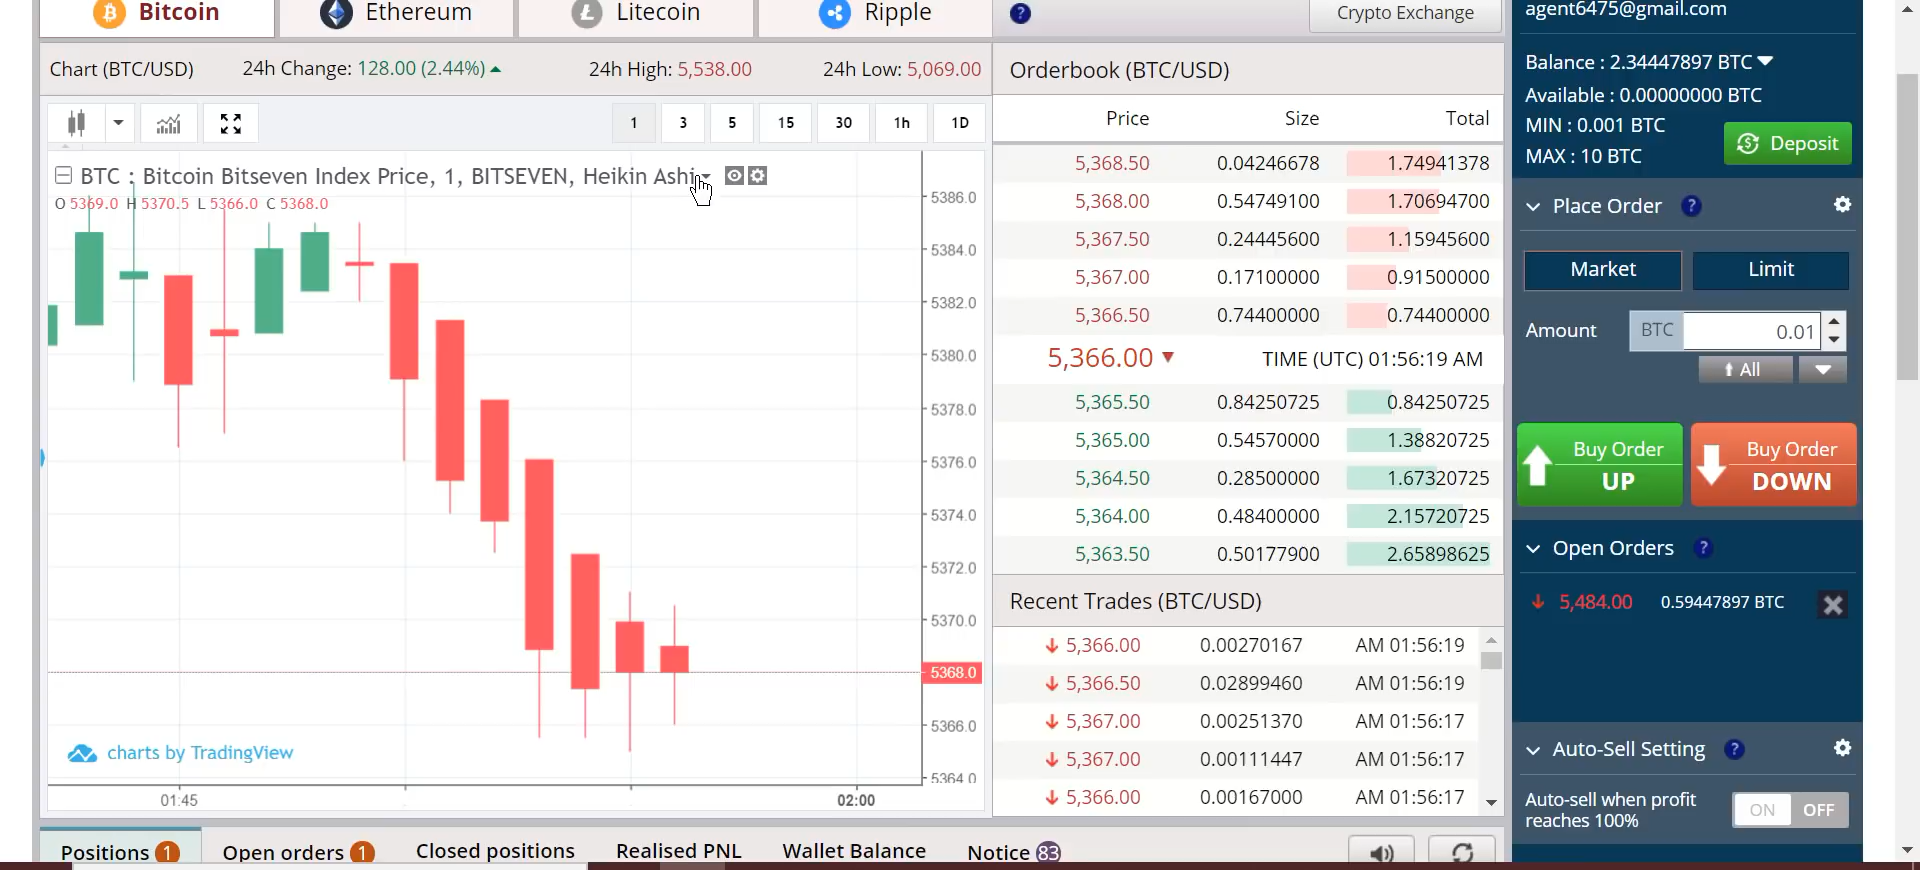 Bitcoin
Ethereum
Litecoin
Ripple
?
Crypto Exchange
agent6475@gmail.com
Chart (BTC/USD)
24h Change: 128.00 (2.44%)
24h High: 5,538.00
24h Low: 5,069.00
Orderbook (BTC/USD)
Balance : 2.34447897 BTC
Available : 0.00000000 BTC
MIN : 0.001 BTC
MAX : 10 BTC
Deposit
1 3 5 15 30 1h 1D
BTC : Bitcoin Bitseven Index Price, 1, BITSEVEN, Heikin Ashi
O 5369.0 H 5370.5 L 5366.0 C 5368.0
5386.0
5384.0
5382.0
5380.0
5378.0
5376.0
5374.0
5372.0
5370.0
5368.0
5366.0
5364.0
charts by TradingView
01:45
02:00
Price Size Total
5,368.50 0.04246678 1.74941378
5,368.00 0.54749100 1.70694700
5,367.50 0.24445600 1.15945600
5,367.00 0.17100000 0.91500000
5,366.50 0.74400000 0.74400000
5,366.00 TIME (UTC) 01:56:19 AM
5,365.50 0.84250725 0.84250725
5,365.00 0.54570000 1.38820725
5,364.50 0.28500000 1.67320725
5,364.00 0.48400000 2.15720725
5,363.50 0.50177900 2.65898625
Recent Trades (BTC/USD)
5,366.00 0.00270167 AM 01:56:19
5,366.50 0.02899460 AM 01:56:19
5,367.00 0.00251370 AM 01:56:17
5,367.00 0.00111447 AM 01:56:17
5,366.00 0.00167000 AM 01:56:17
Place Order ?
Market
Limit
Amount BTC 0.01
All
Buy Order
UP
Buy Order
DOWN
Open Orders ?
5,484.00 0.59447897 BTC
Auto-Sell Setting ?
Auto-sell when profit
reaches 100%
ON OFF
Positions 1
Open orders 1
Closed positions
Realised PNL
Wallet Balance
Notice 83